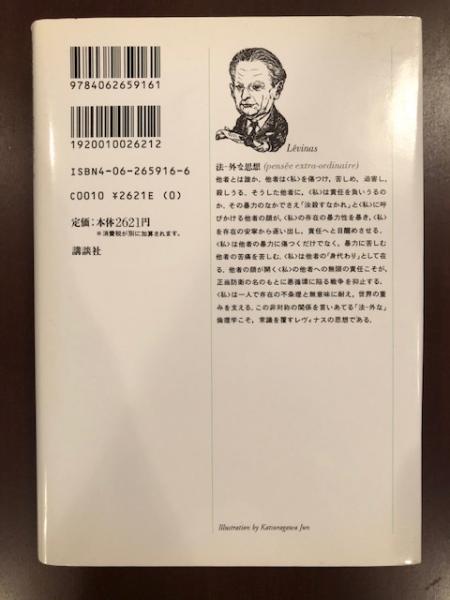 9784062659161
1920010026212
ISBN4-06-265916-6
C0010 ¥2621E (0)
定価：本体2621円
＊消費税が別に加算されます。
講談社
Lévinas
法-外な思想 (pensée extra-ordinaire)
他者とは誰か。他者は〈私〉を傷つけ、苦しめ、迫害し、
殺しうる。そうした他者に、〈私〉は責任を負いうるの
か。その暴力のなかでさえ「汝殺すなかれ」と〈私〉に呼
びかける他者の顔が、〈私〉の存在の暴力性を暴き、〈私〉
を存在の安寧から逐い出し、責任へと目醒めさせる。
〈私〉は他者の暴力に傷つくだけでなく、暴力に苦しむ
他者の苦痛を苦しむ。〈私〉は他者の「身代わり」として在
る。他者の顔が開く〈私〉の他者への無限の責任こそが、
正当防衛の名のもとに悪循環に陥る戦争を抑止する。
〈私〉は一人で存在の不条理と無意味に耐え、世界の重
みを支える。この非対称の関係を言いあてる「法-外な」
倫理学こそ、常識を覆すレヴィナスの思想である。
Illustration by Katsuragawa Jun